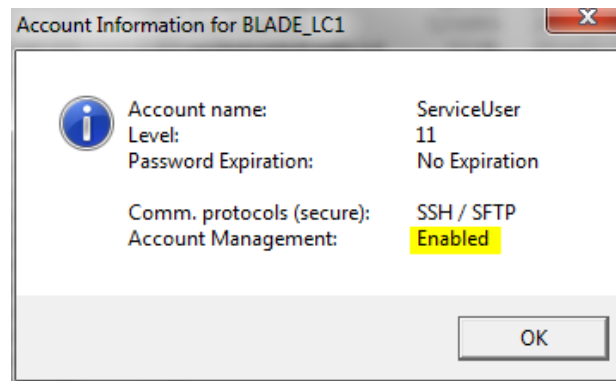 Account Information for BLADE_LC1
Account name: ServiceUser
Level: 11
Password Expiration: No Expiration
Comm. protocols (secure): SSH / SFTP
Account Management: Enabled
OK